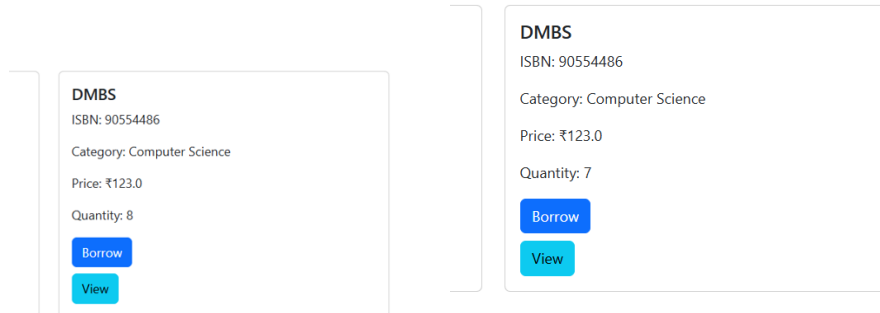 DMBS
ISBN: 90554486
Category: Computer Science
Price: ₹123.0
Quantity: 8
Borrow
View
DMBS
ISBN: 90554486
Category: Computer Science
Price: ₹123.0
Quantity: 7
Borrow
View